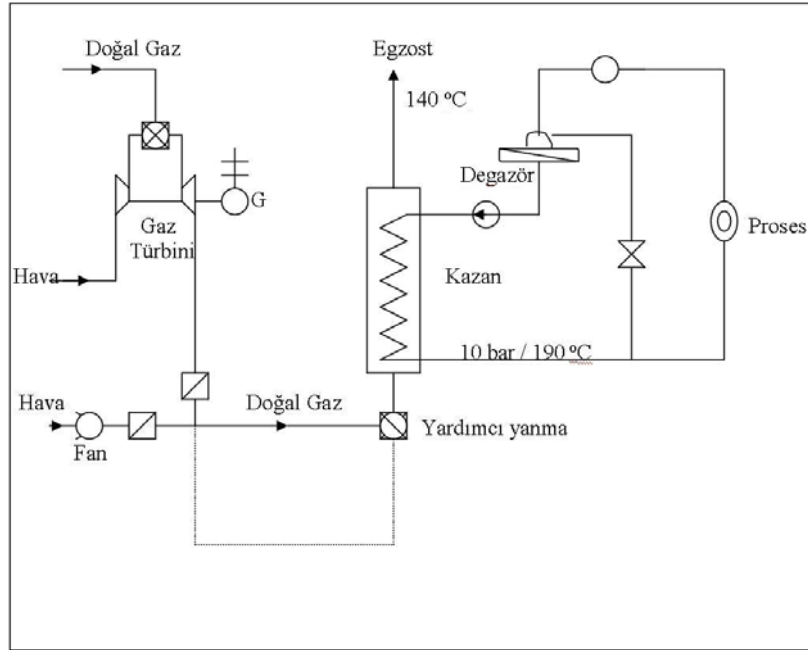 Doğal Gaz
Egzost
140 ºC
Degazör
G
Gaz
Türbini
Proses
Hava
Kazan
10 bar / 190 ºC
Hava
Doğal Gaz
Yardımcı yanma
Fan